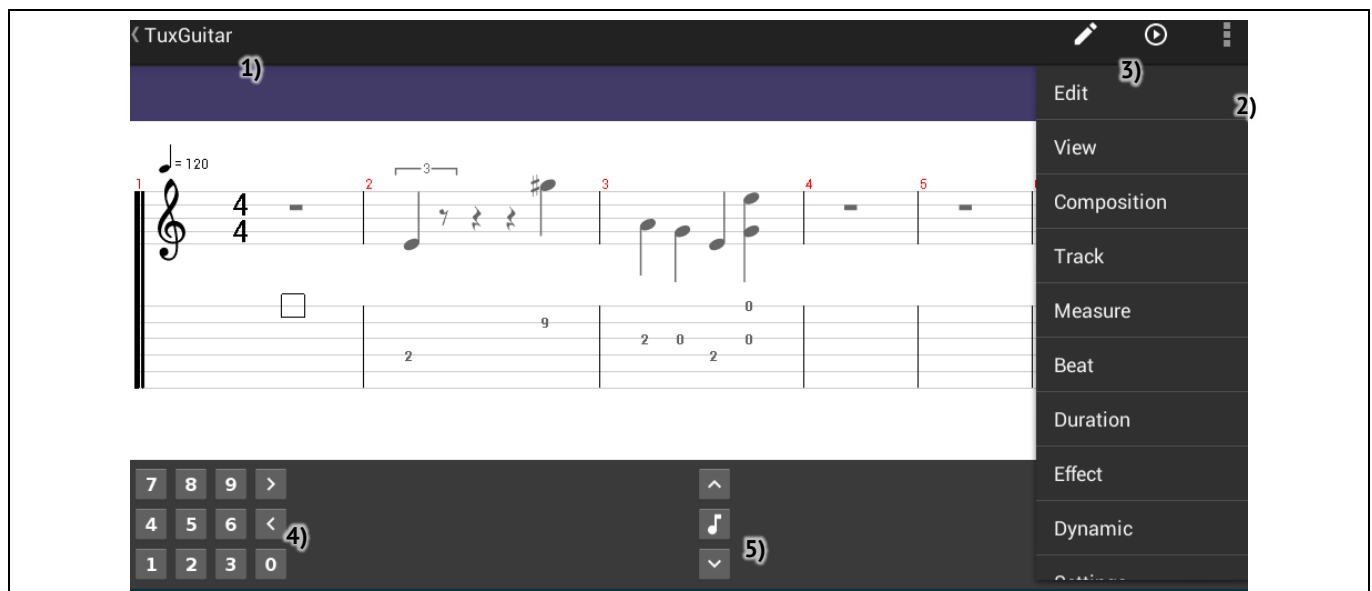 TuxGuitar
1)
3)
2)
Edit
View
Composition
Track
Measure
Beat
Duration
Effect
Dynamic
= 120
3
1 2 3 4 5
4
4
0
9
2 0 0
2 2
7 8 9 >
4 5 6 <
4)
1 2 3 0
5)